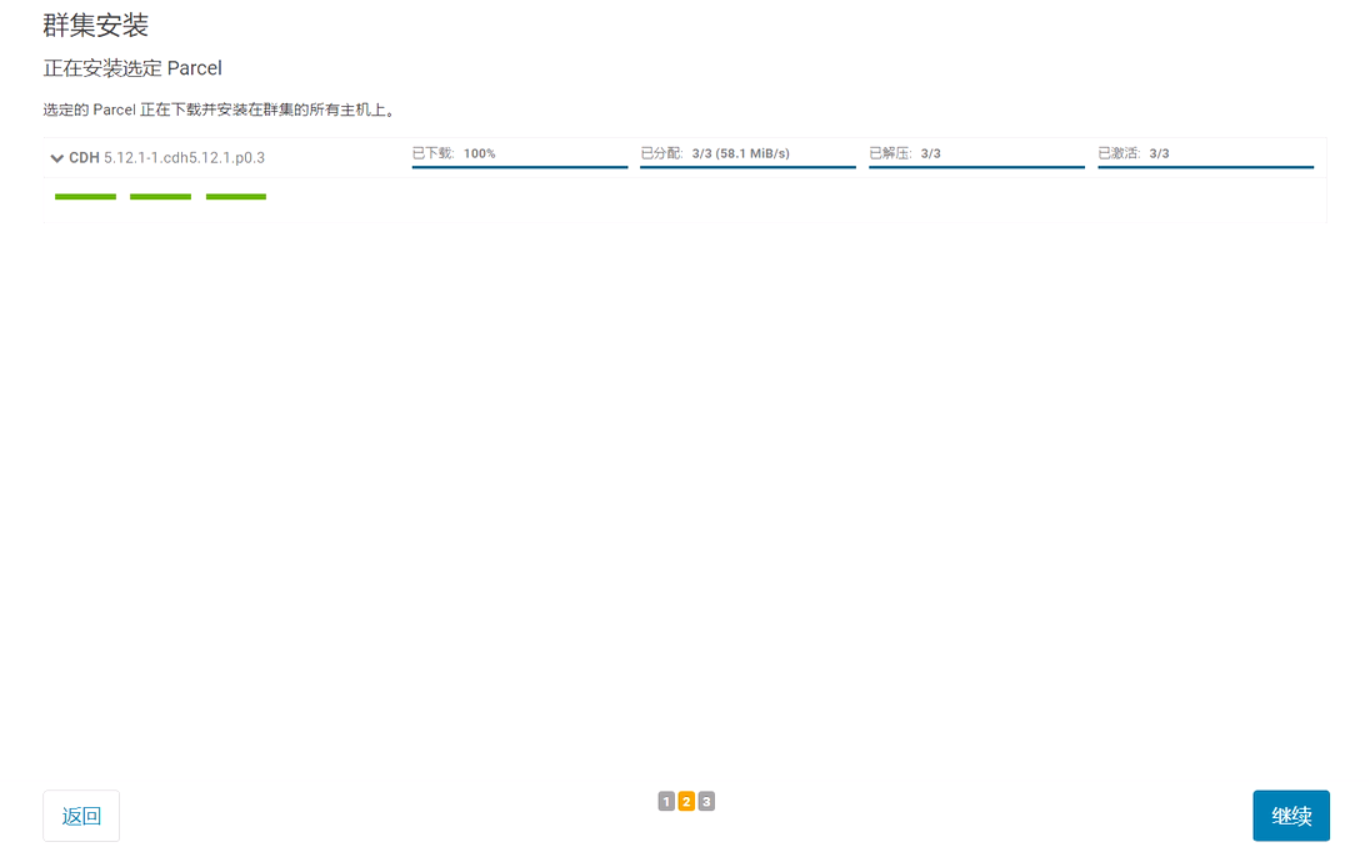 群集安装
正在安装选定 Parcel
选定的 Parcel 正在下载并安装在群集的所有主机上。
CDH 5.12.1-1.cdh5.12.1.p0.3 已下载: 100% 已分配: 3/3 (58.1 MiB/s) 已解压: 3/3 已激活: 3/3
返回 1 2 3 继续